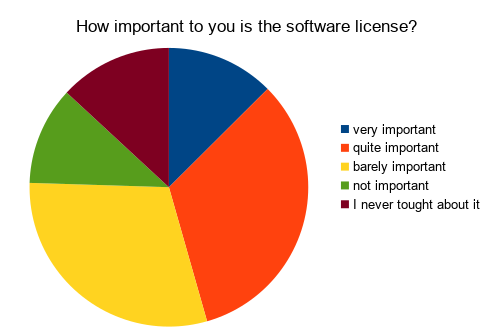 How important to you is the software license?
very important
quite important
barely important
not important
I never tought about it